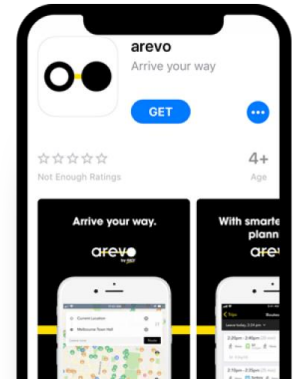 arevo
Arrive your way
GET
4+
Not Enough Ratings
Age
Arrive your way.
arevo
With smarte
plann
are
Current Location
Melbourne Town Hall